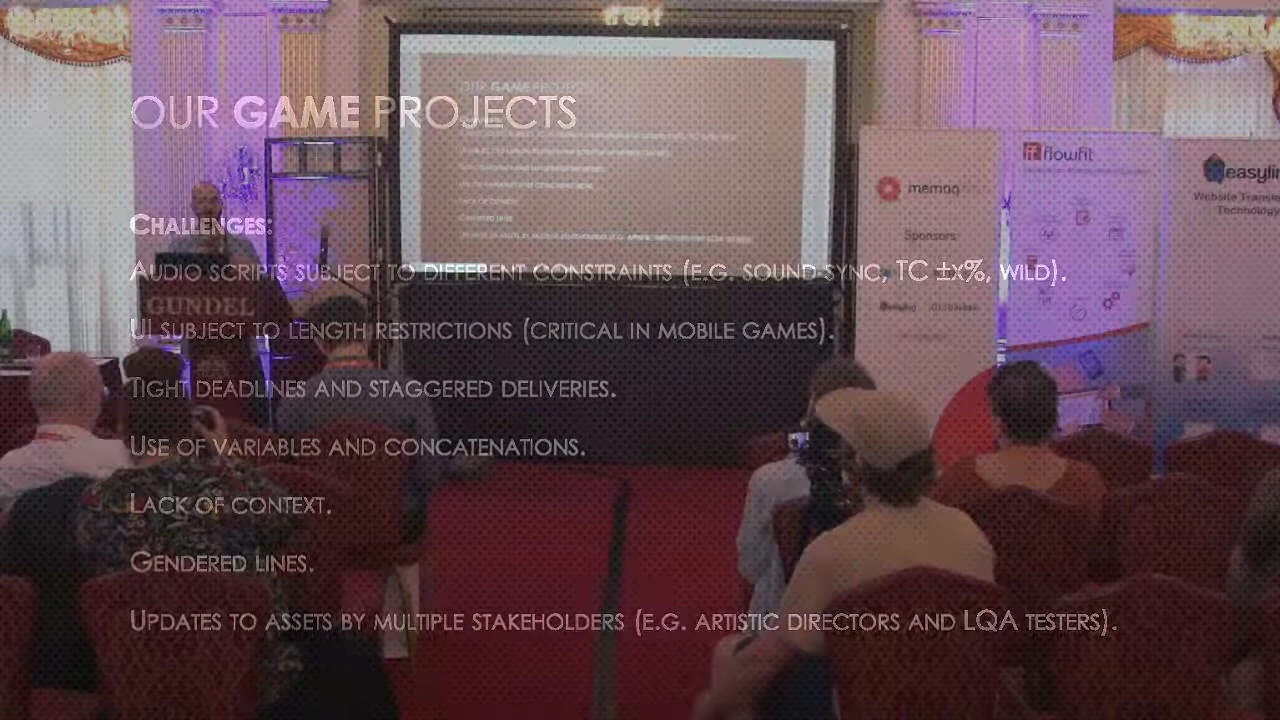 OUR GAME PROJECTS
CHALLENGES:
AUDIO SCRIPTS SUBJECT TO DIFFERENT CONSTRAINTS (E.G. SOUND-SYNC, TC ±X%, WILD).
UI SUBJECT TO LENGTH RESTRICTIONS (CRITICAL IN MOBILE GAMES).
TIGHT DEADLINES AND STAGGERED DELIVERIES.
USE OF VARIABLES AND CONCATENATIONS.
LACK OF CONTEXT.
GENDERED LINES.
UPDATES TO ASSETS BY MULTIPLE STAKEHOLDERS (E.G. ARTISTIC DIRECTORS AND LQA TESTERS).
GUNDEL
memoq
Sponsors
flowfit
Website
Technology